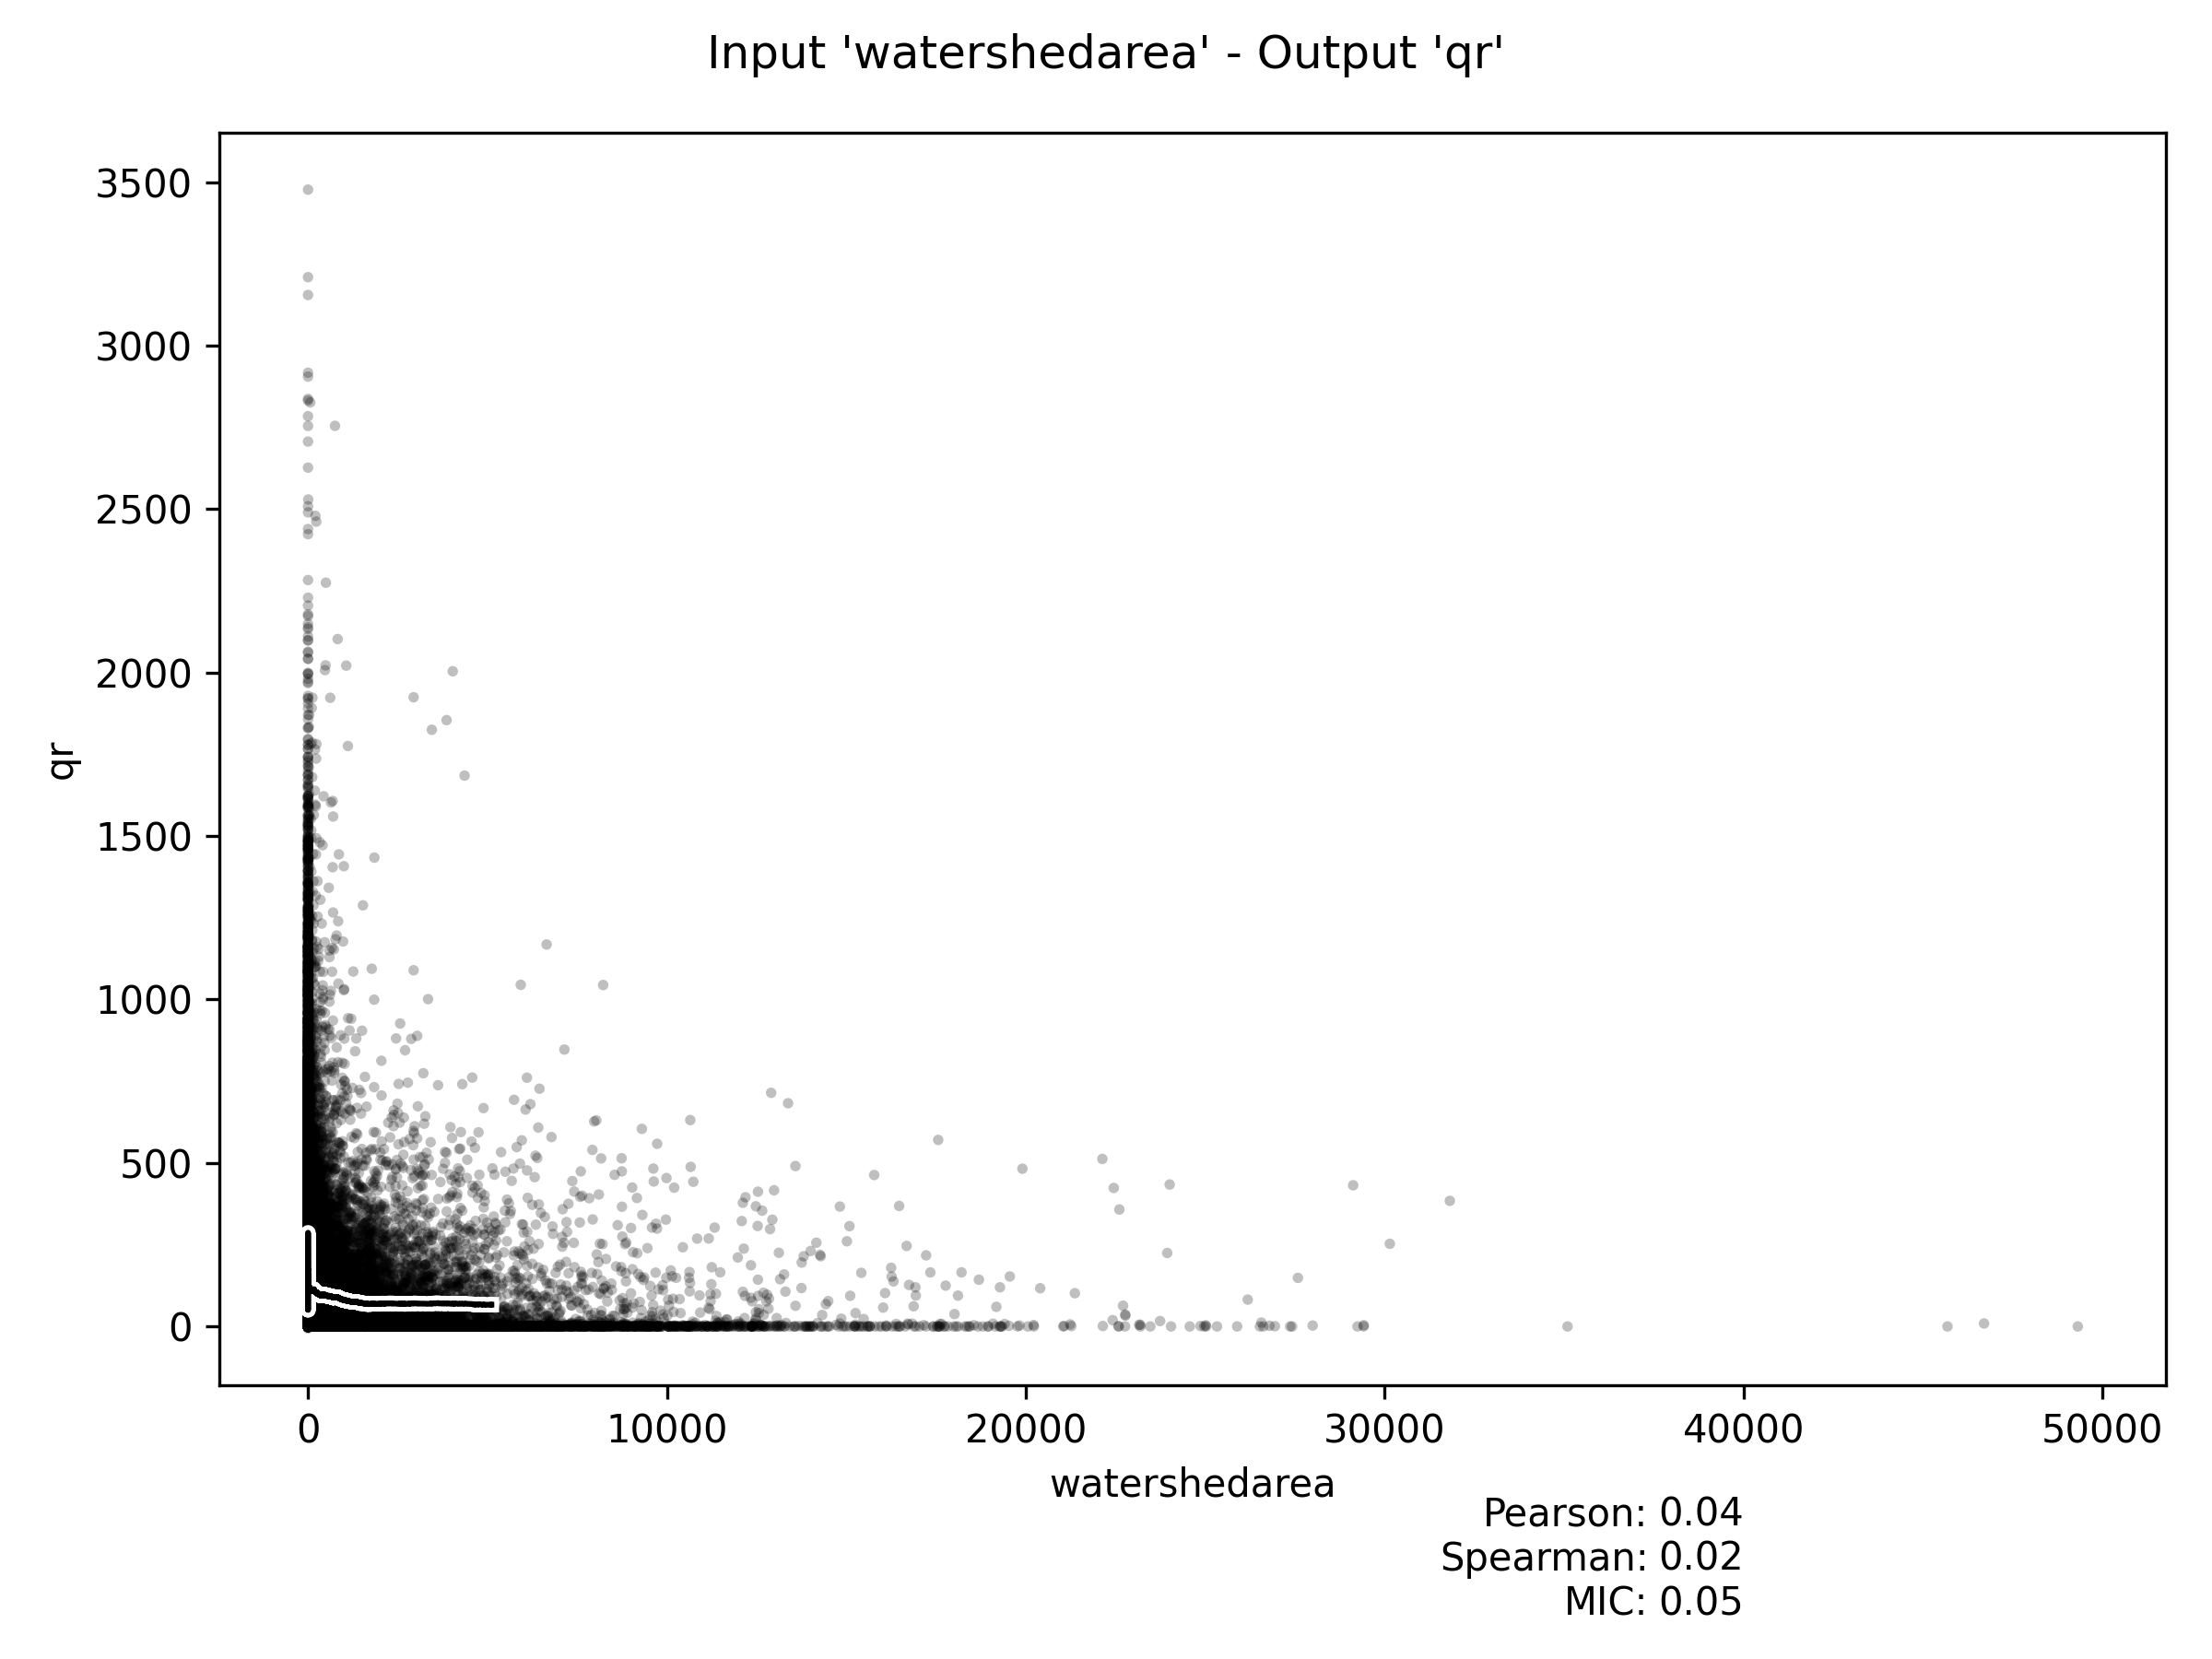 Input 'watershedarea' - Output 'qr'
3500
3000
2500
2000
1500
1000
500
0
qr
0 10000 20000 30000 40000 50000
watershedarea
Pearson: 0.04
Spearman: 0.02
MIC: 0.05